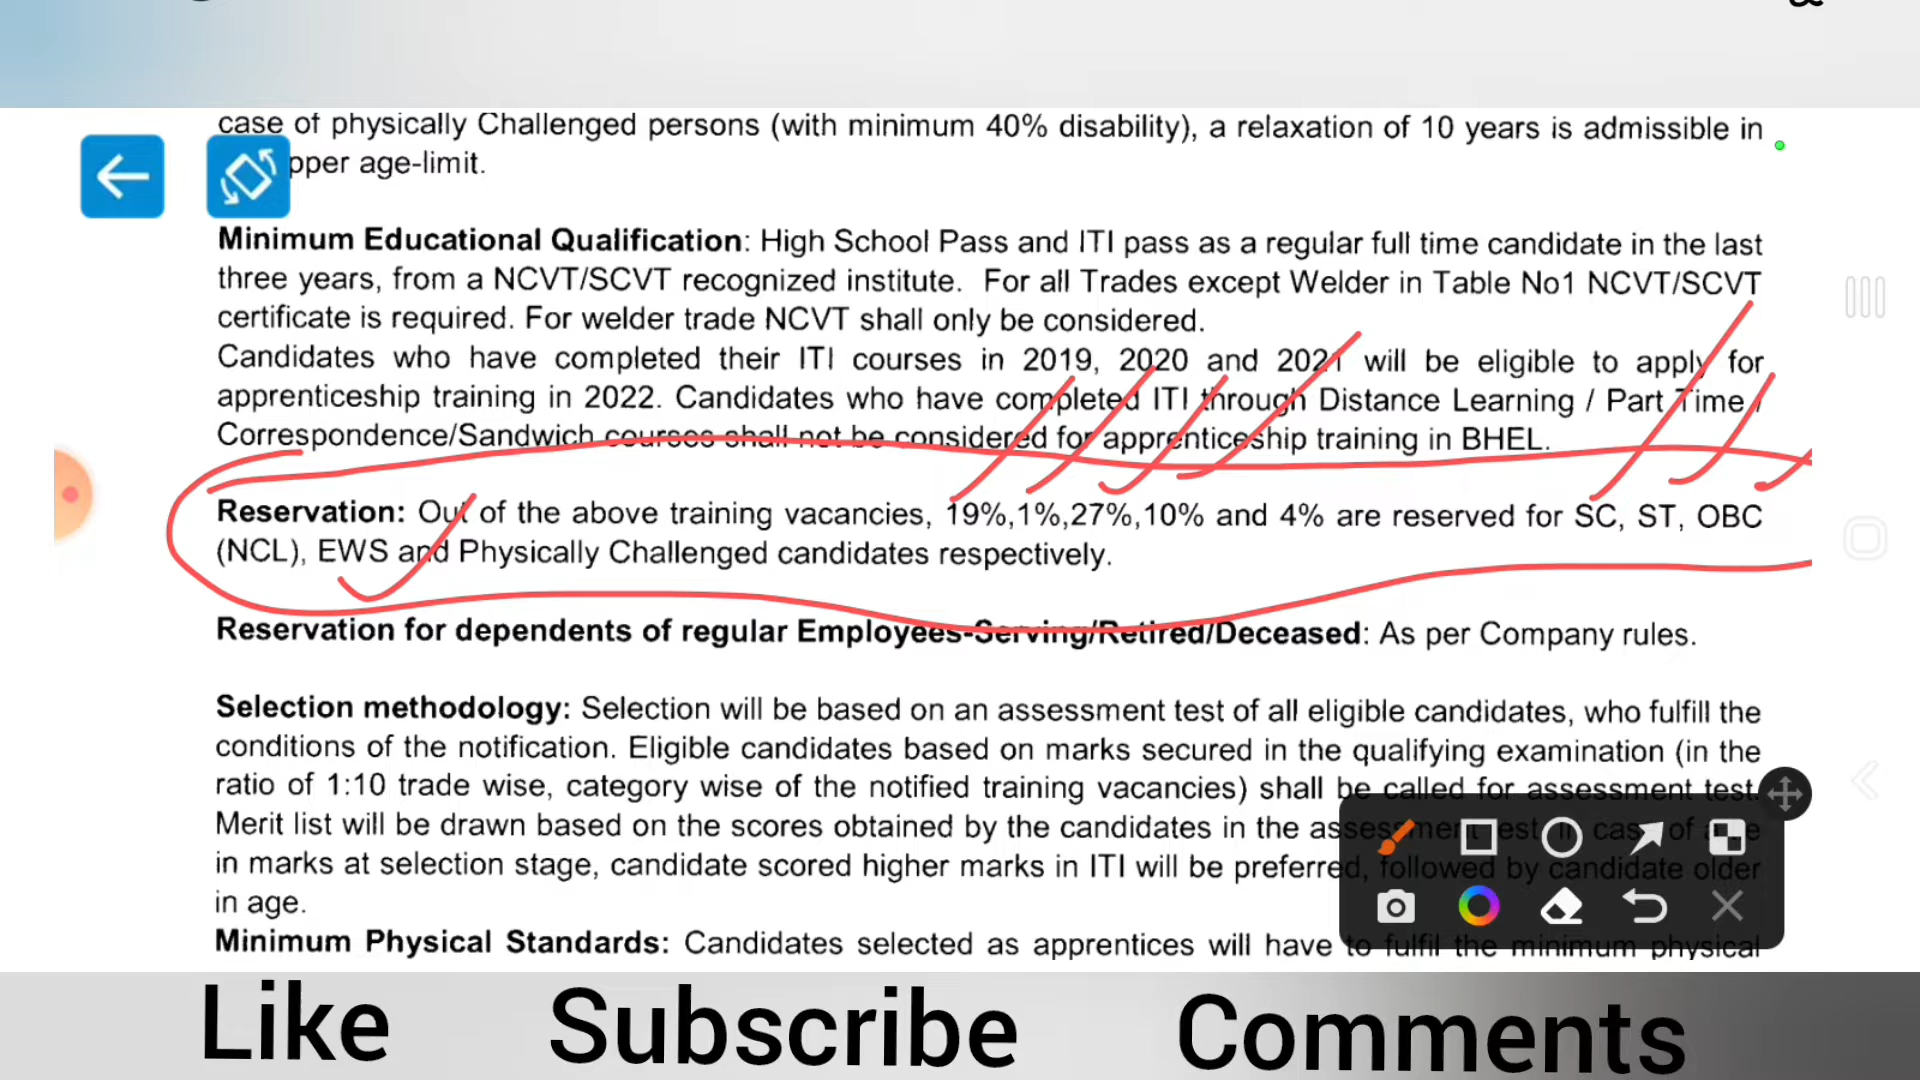 case of physically Challenged persons (with minimum 40% disability), a relaxation of 10 years is admissible in
pper age-limit.
Minimum Educational Qualification: High School Pass and ITI pass as a regular full time candidate in the last
three years, from a NCVT/SCVT recognized institute. For all Trades except Welder in Table No1 NCVT/SCVT
certificate is required. For welder trade NCVT shall only be considered.
Candidates who have completed their ITI courses in 2019, 2020 and 2021 will be eligible to apply for
apprenticeship training in 2022. Candidates who have completed ITI through Distance Learning / Part Time /
Correspondence/Sandwich courses shall not be considered for apprenticeship training in BHEL.
Reservation: Out of the above training vacancies, 19%,1%,27%,10% and 4% are reserved for SC, ST, OBC
(NCL), EWS and Physically Challenged candidates respectively.
Reservation for dependents of regular Employees-Serving/Retired/Deceased: As per Company rules.
Selection methodology: Selection will be based on an assessment test of all eligible candidates, who fulfill the
conditions of the notification. Eligible candidates based on marks secured in the qualifying examination (in the
ratio of 1:10 trade wise, category wise of the notified training vacancies) shall be called for assessment test.
Merit list will be drawn based on the scores obtained by the candidates in the assessment test. In case of a
in marks at selection stage, candidate scored higher marks in ITI will be preferred, followed by candidate older
in age.
Minimum Physical Standards: Candidates selected as apprentices will have to fulfil the minimum physical
Like Subscribe Comments